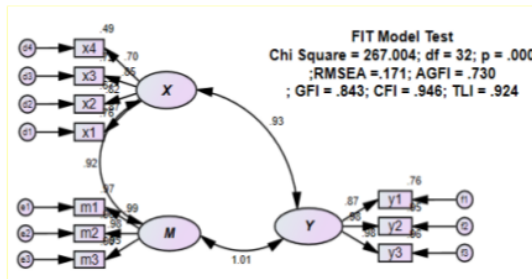 FIT Model Test
Chi Square = 267.004; df = 32; p = .000
;RMSEA =.171; AGFI = .730
; GFI = .843; CFI = .946; TLI = .924
.49
d4 x4
.70
d3 x3
X
d2 x2
.62
d1 x1
.93
.92
.97
.76
e1 m1
.99
.87 y1 f1
e2 m2
M
Y
y2 f2
e3 m3
.98 y3 f3
1.01